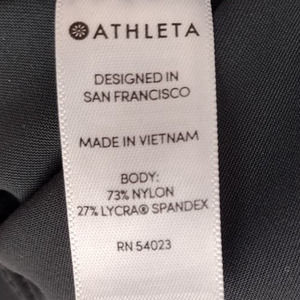 ATHLETA
DESIGNED IN
SAN FRANCISCO
MADE IN VIETNAM
BODY:
73% NYLON
27% LYCRA® SPANDEX
RN 54023